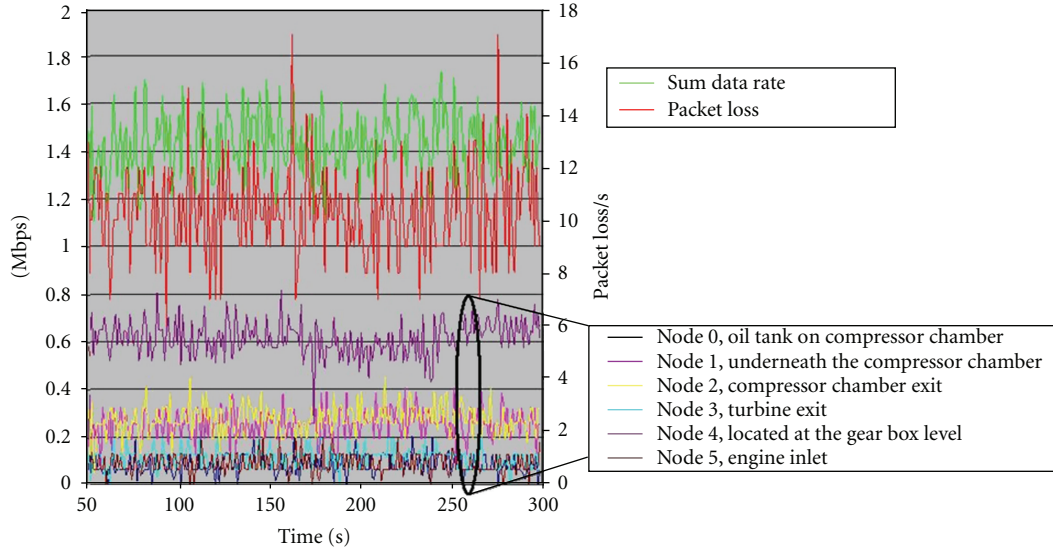 2
1.8
1.6
1.4
1.2
1
0.8
0.6
0.4
0.2
0
(Mbps)
50
100
150
200
250
300
Time (s)
18
16
14
12
10
8
6
4
2
0
Packet loss/s
Sum data rate
Packet loss
Node 0, oil tank on compressor chamber
Node 1, underneath the compressor chamber
Node 2, compressor chamber exit
Node 3, turbine exit
Node 4, located at the gear box level
Node 5, engine inlet